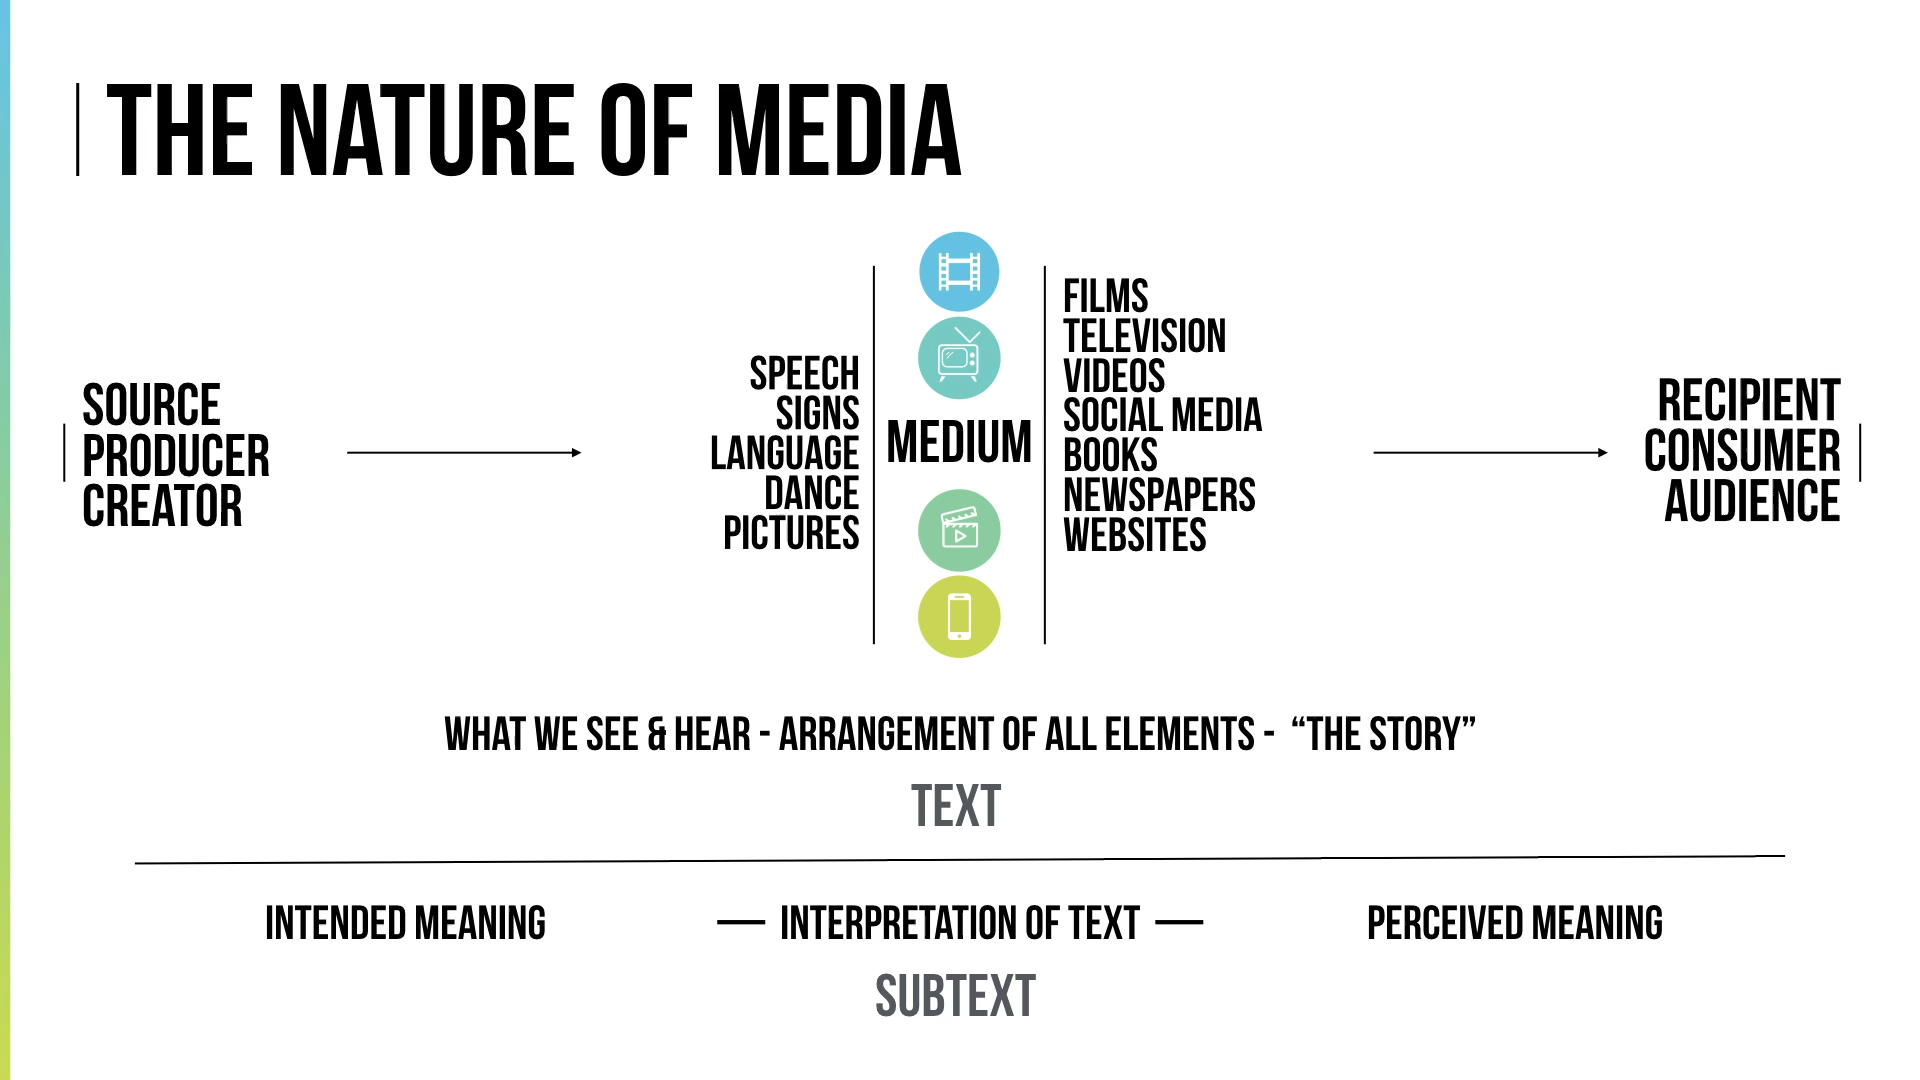 THE NATURE OF MEDIA
SOURCE
PRODUCER
CREATOR
SPEECH
SIGNS
LANGUAGE
DANCE
PICTURES
MEDIUM
FILMS
TELEVISION
VIDEOS
SOCIAL MEDIA
BOOKS
NEWSPAPERS
WEBSITES
RECIPIENT
CONSUMER
AUDIENCE
WHAT WE SEE & HEAR - ARRANGEMENT OF ALL ELEMENTS - “THE STORY”
TEXT
INTENDED MEANING
— INTERPRETATION OF TEXT —
PERCEIVED MEANING
SUBTEXT